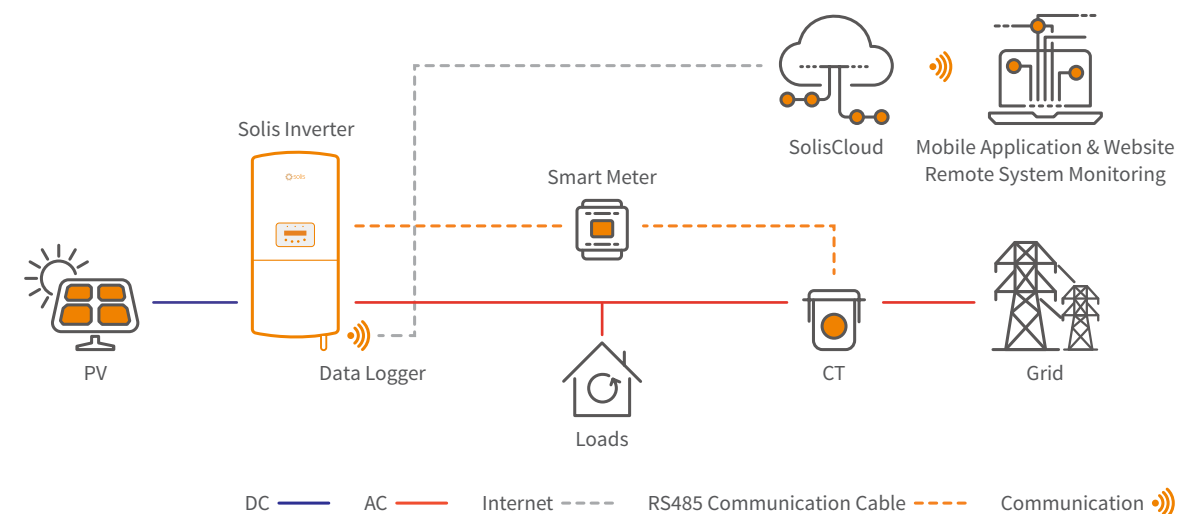 Solis Inverter
solis
SolisCloud
Mobile Application & Website
Remote System Monitoring
Smart Meter
PV
Data Logger
Loads
CT
Grid
DC
AC
Internet
RS485 Communication Cable
Communication